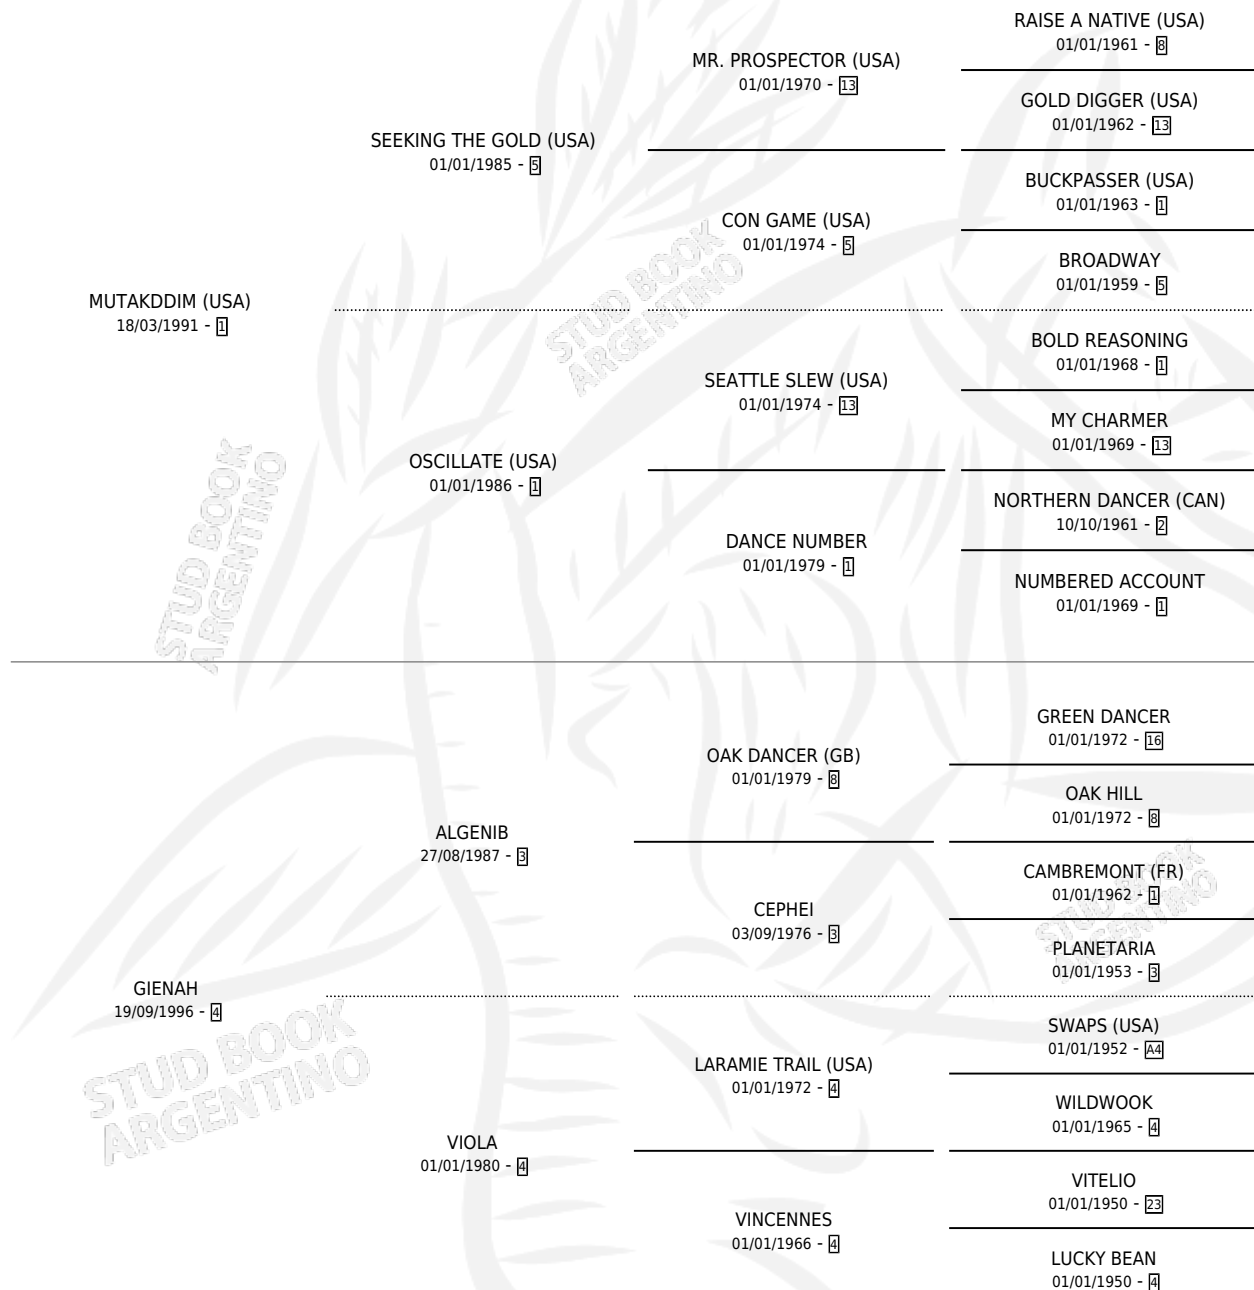 RAISE A NATIVE (USA)
01/01/1961 - 8
MR. PROSPECTOR (USA)
01/01/1970 - 13
GOLD DIGGER (USA)
01/01/1962 - 13
SEEKING THE GOLD (USA)
01/01/1985 - 5
BUCKPASSER (USA)
01/01/1963 - 1
CON GAME (USA)
01/01/1974 - 5
BROADWAY
01/01/1959 - 5
MUTAKDDIM (USA)
18/03/1991 - 1
STUD BOOK
ARGENTINO
BOLD REASONING
01/01/1968 - 1
SEATTLE SLEW (USA)
01/01/1974 - 13
MY CHARMER
01/01/1969 - 13
OSCILLATE (USA)
01/01/1986 - 1
NORTHERN DANCER (CAN)
10/10/1961 - 2
DANCE NUMBER
01/01/1979 - 1
NUMBERED ACCOUNT
01/01/1969 - 1
STUD BOOK
ARGENTINO
GREEN DANCER
01/01/1972 - 16
OAK DANCER (GB)
01/01/1979 - 8
OAK HILL
01/01/1972 - 8
ALGENIB
27/08/1987 - 3
CAMBREMONT (FR)
01/01/1962 - 1
CEPHEI
03/09/1976 - 3
STUD BOOK
ARGENTINO
PLANETARIA
01/01/1953 - 3
GIENAH
19/09/1996 - 4
SWAPS (USA)
01/01/1952 - A4
LARAMIE TRAIL (USA)
01/01/1972 - 4
STUD BOOK
ARGENTINO
WILDWOOK
01/01/1965 - 4
VIOLA
01/01/1980 - 4
VITELIO
01/01/1950 - 23
VINCENNES
01/01/1966 - 4
LUCKY BEAN
01/01/1950 - 4